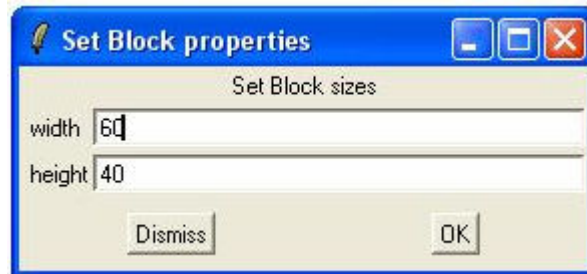 Set Block properties
Set Block sizes
width 60
height 40
Dismiss OK